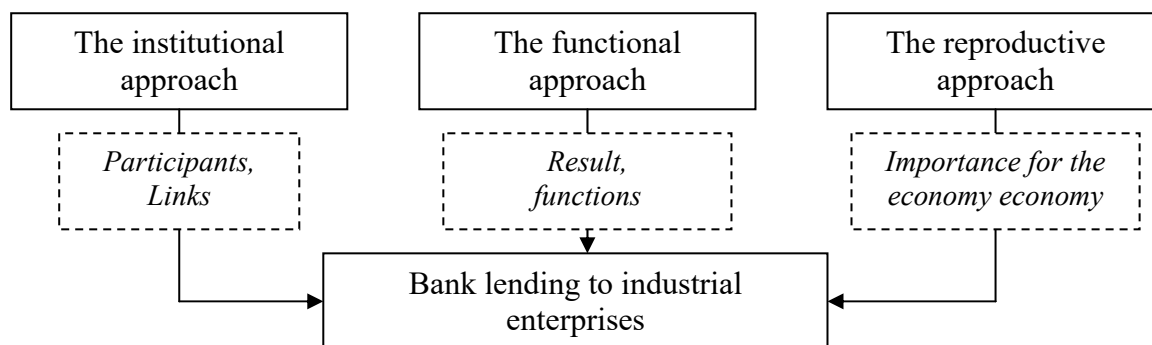 The institutional
approach
The functional
approach
The reproductive
approach
Participants,
Links
Result,
functions
Importance for the
economy economy
Bank lending to industrial
enterprises